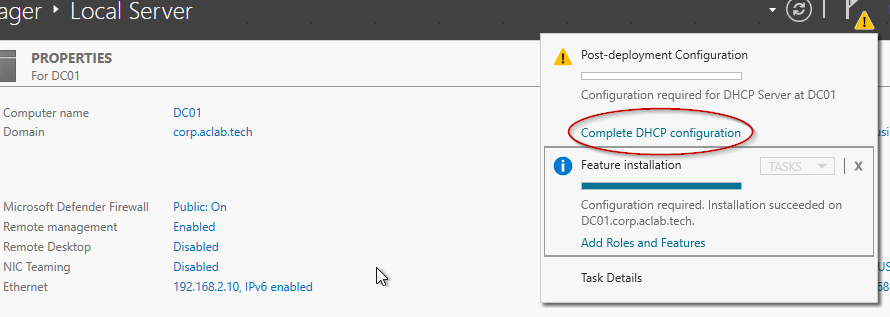 ager ▸ Local Server
PROPERTIES
For DC01
Computer name DC01
Domain corp.aclab.tech
Microsoft Defender Firewall Public: On
Remote management Enabled
Remote Desktop Disabled
NIC Teaming Disabled
Ethernet 192.168.2.10, IPv6 enabled
Post-deployment Configuration
Configuration required for DHCP Server at DC01
Complete DHCP configuration
Feature installation
TASKS
X
Configuration required. Installation succeeded on
DC01.corp.aclab.tech.
Add Roles and Features
Task Details